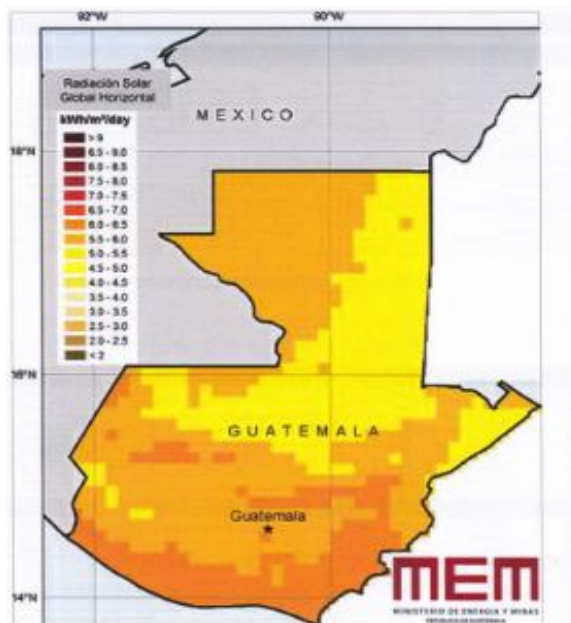 92°W
90°W
Radiación Solar
Global Horizontal
kWh/m²/day
> 9
8.5 - 9.0
8.0 - 8.5
7.5 - 8.0
7.0 - 7.5
6.5 - 7.0
6.0 - 6.5
5.5 - 6.0
5.0 - 5.5
4.5 - 5.0
4.0 - 4.5
3.5 - 4.0
3.0 - 3.5
2.5 - 3.0
2.0 - 2.5
< 2
MEXICO
18°N
16°N
GUATEMALA
Guatemala
14°N
MEM
MINISTERIO DE ENERGIA Y MINAS
REPUBLICA DE GUATEMALA